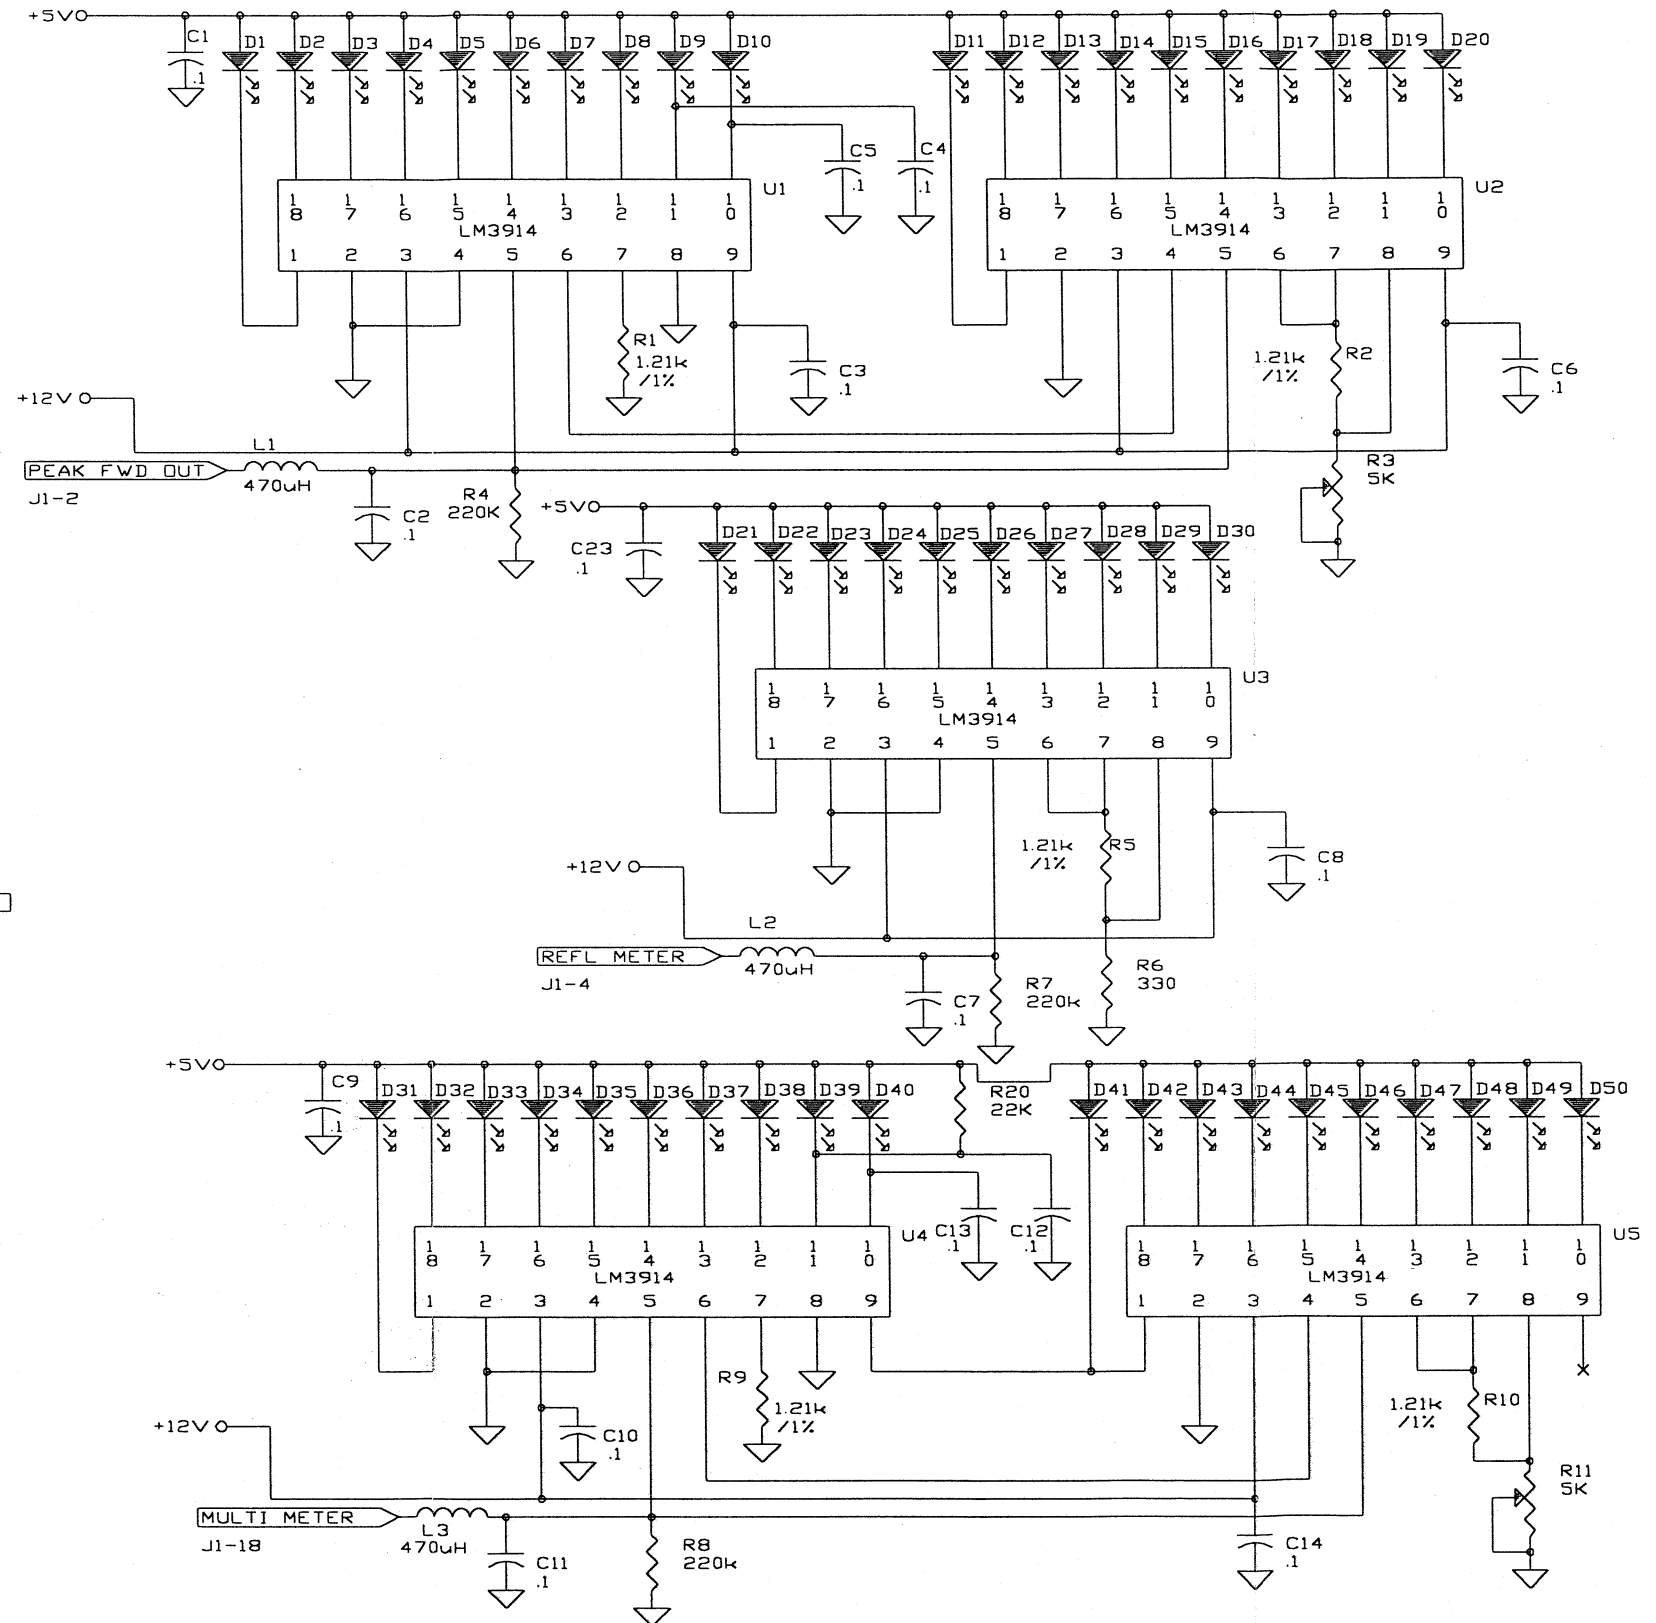 +5V
C1
.1
D1 D2 D3 D4 D5 D6 D7 D8 D9 D10
D11 D12 D13 D14 D15 D16 D17 D18 D19 D20
C5
.1
C4
.1
U1
18 17 16 15 14 13 12 11 10
LM3914
1 2 3 4 5 6 7 8 9
U2
18 17 16 15 14 13 12 11 10
LM3914
1 2 3 4 5 6 7 8 9
R1
1.21k
/1%
C3
.1
1.21k
/1%
R2
C6
.1
+12V
L1
PEAK FWD OUT
470uH
J1-2
C2
.1
R4
220K
R3
5K
+5V
C23
.1
D21 D22 D23 D24 D25 D26 D27 D28 D29 D30
U3
18 17 16 15 14 13 12 11 10
LM3914
1 2 3 4 5 6 7 8 9
1.21k
/1%
R5
C8
.1
+12V
L2
REFL METER
470uH
J1-4
C7
.1
R7
220k
R6
330
+5V
C9
.1
D31 D32 D33 D34 D35 D36 D37 D38 D39 D40
R20
22K
D41 D42 D43 D44 D45 D46 D47 D48 D49 D50
C13
.1
C12
.1
U4
18 17 16 15 14 13 12 11 10
LM3914
1 2 3 4 5 6 7 8 9
U5
18 17 16 15 14 13 12 11 10
LM3914
1 2 3 4 5 6 7 8 9
R9
1.21k
/1%
1.21k
/1%
R10
+12V
C10
.1
R11
5K
MULTI METER
J1-18
L3
470uH
C11
.1
R8
220k
C14
.1